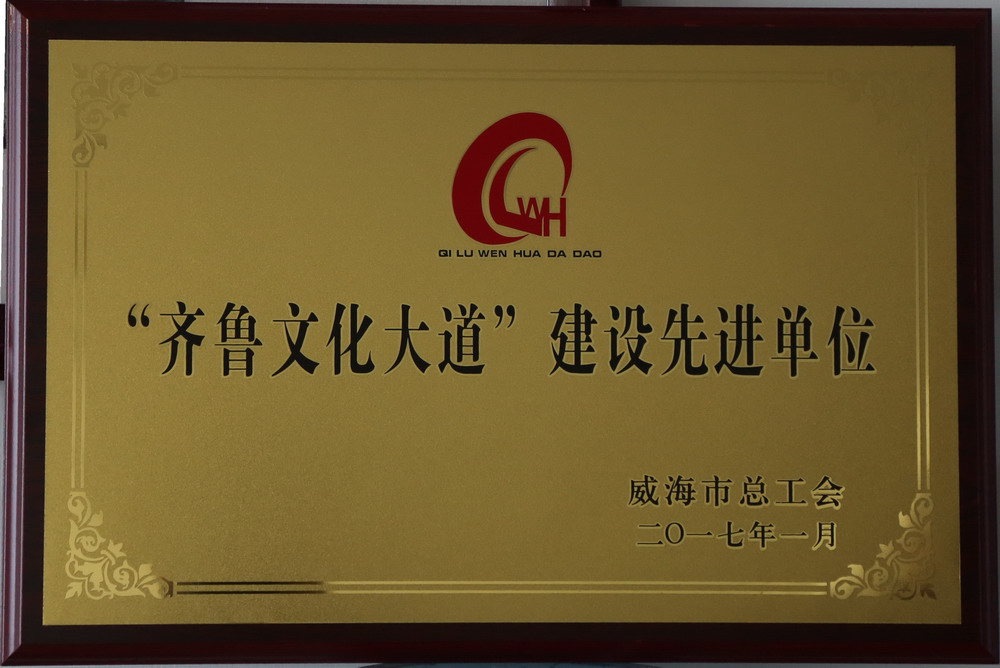 WH
QI LU WEN HUA DA DAO
“齐鲁文化大道”建设先进单位
威海市总工会
二〇一七年一月